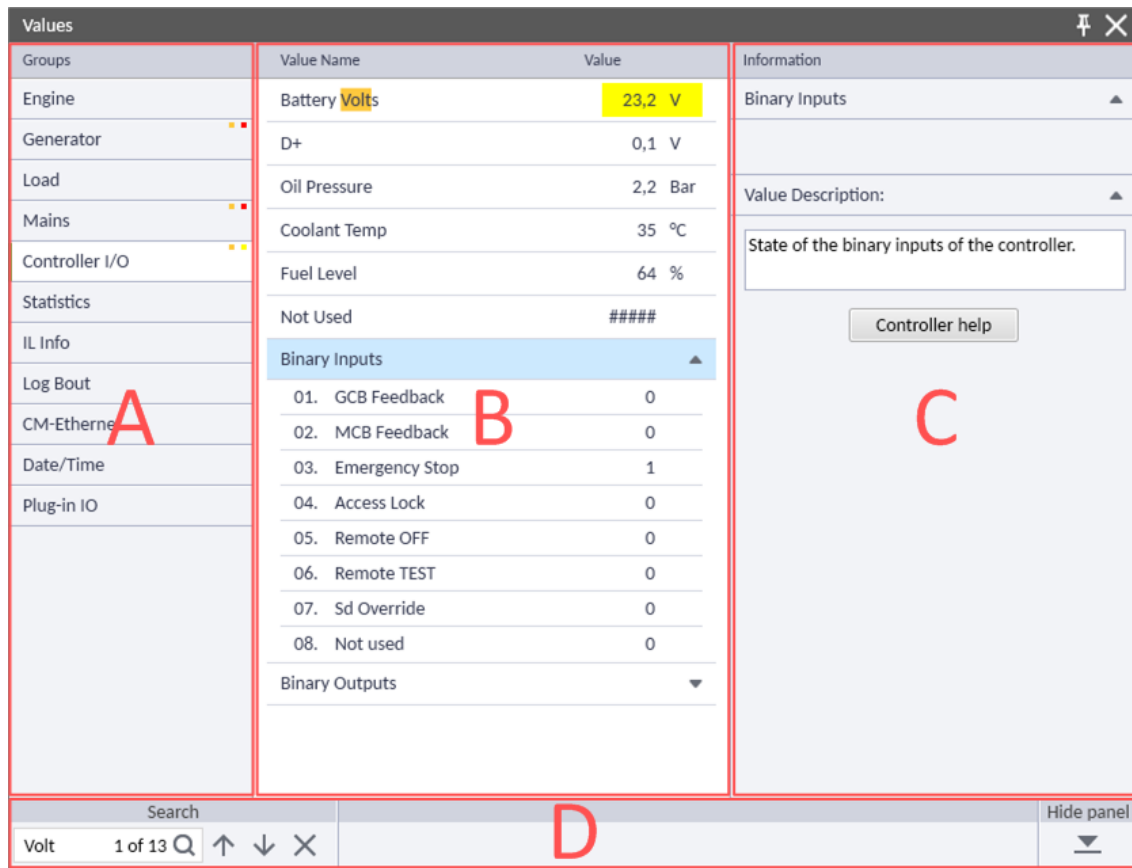 Values
Groups
Engine
Generator
Load
Mains
Controller I/O
Statistics
IL Info
Log Bout
CM-Etherne
Date/Time
Plug-in IO
A
Value Name Value
Battery Volts 23,2 V
D+ 0,1 V
Oil Pressure 2,2 Bar
Coolant Temp 35 °C
Fuel Level 64 %
Not Used #####
Binary Inputs
01. GCB Feedback 0
02. MCB Feedback 0
03. Emergency Stop 1
04. Access Lock 0
05. Remote OFF 0
06. Remote TEST 0
07. Sd Override 0
08. Not used 0
Binary Outputs
B
Information
Binary Inputs
Value Description:
State of the binary inputs of the controller.
Controller help
C
Search
Volt 1 of 13
D
Hide panel